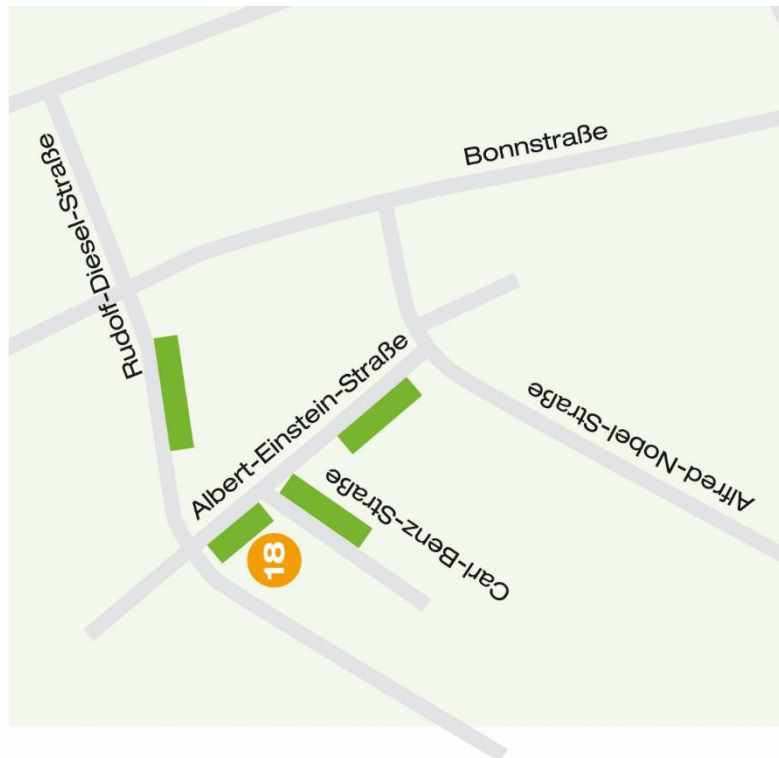 Bonnstraße
Rudolf-Diesel-Straße
Albert-Einstein-Straße
Alfred-Nobel-Straße
Carl-Benz-Straße
18